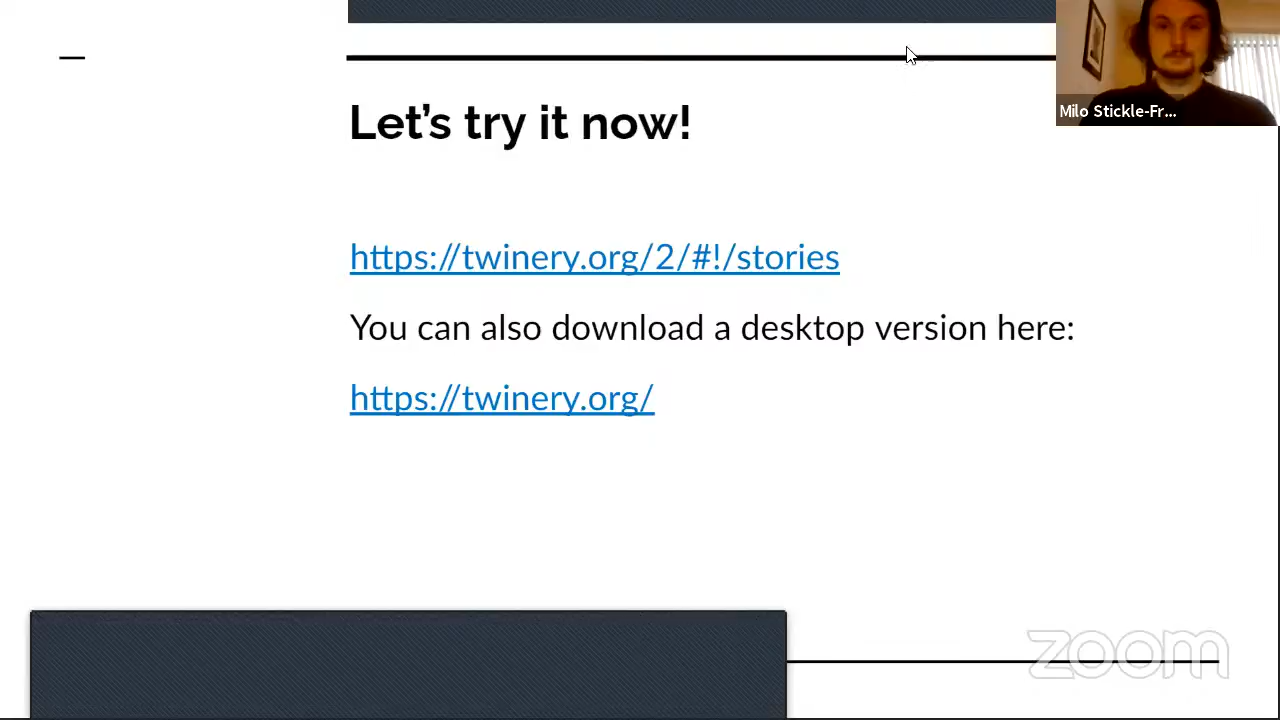 Let's try it now!
https://twinery.org/2/#!/stories
You can also download a desktop version here:
https://twinery.org/
Milo Stickle-Fr...
zoom